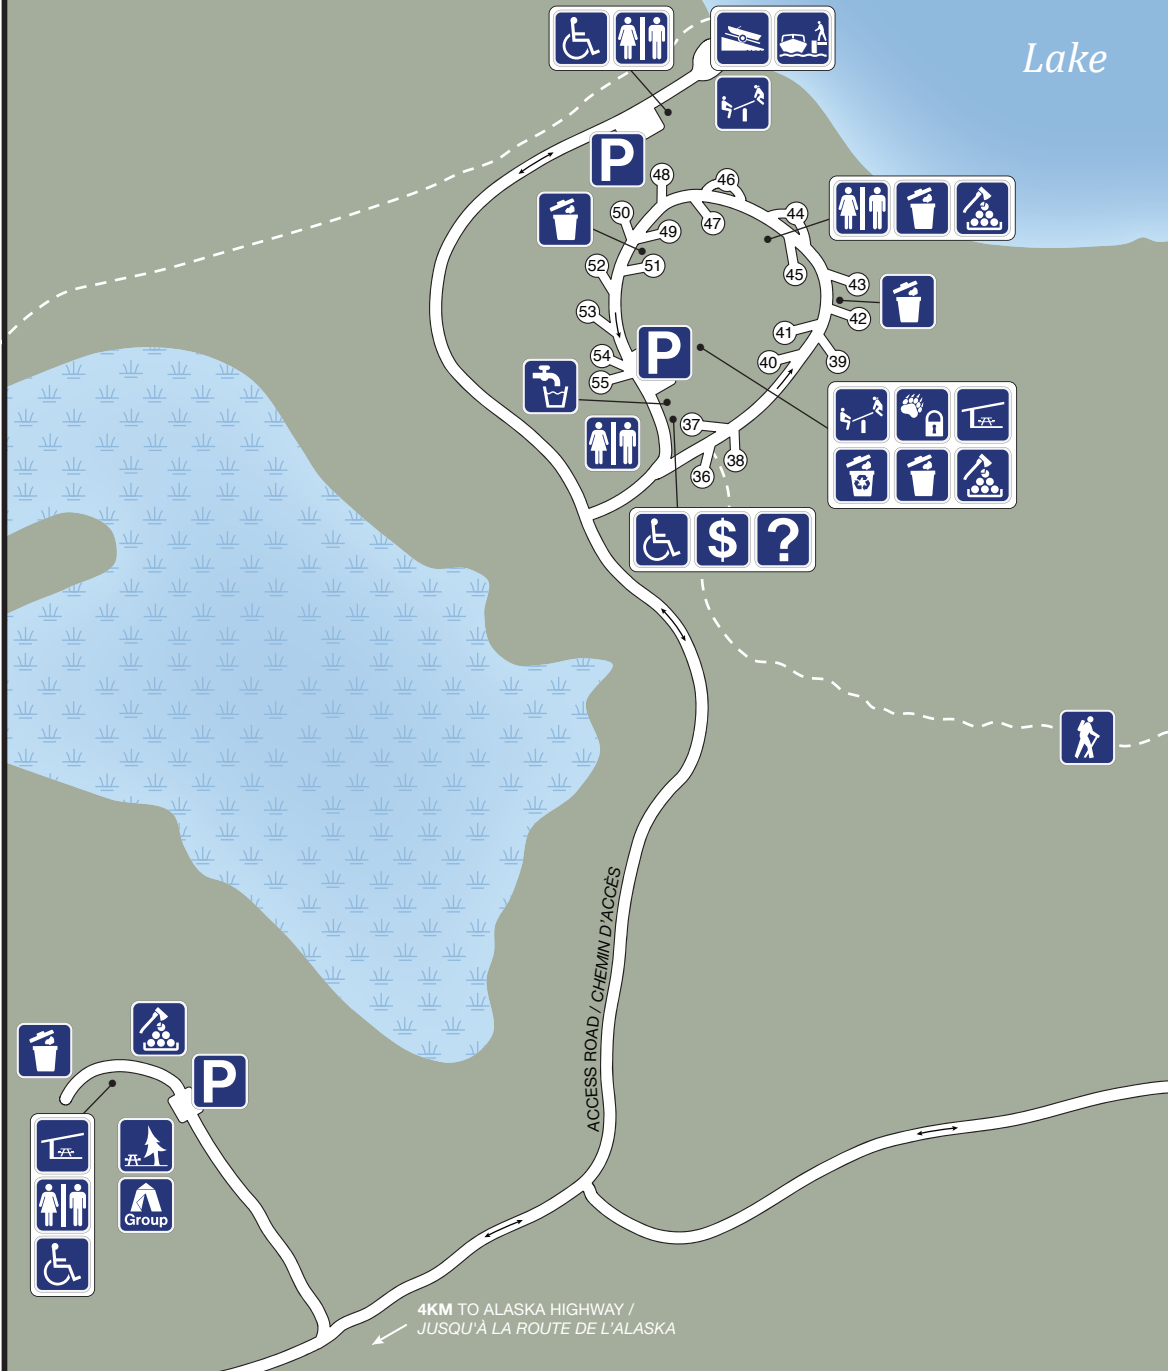 Lake
P
48
46
50
47
44
49
52
51
45
43
53
42
41
P
54
40
39
55
37
38
36
$ ?
ACCESS ROAD / CHEMIN D'ACCÈS
P
Group
4KM TO ALASKA HIGHWAY /
JUSQU'À LA ROUTE DE L'ALASKA